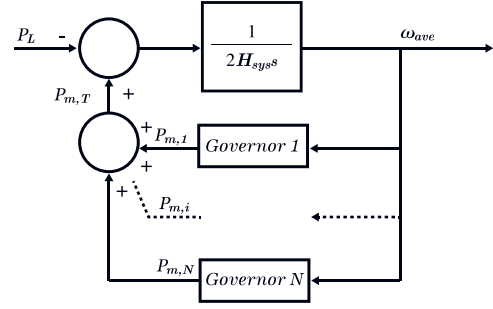 P_L - 1 ω_ave
2H_sys s
P_m,T +
+
P_m,1 Governor 1
+
+ P_m,i
P_m,N Governor N